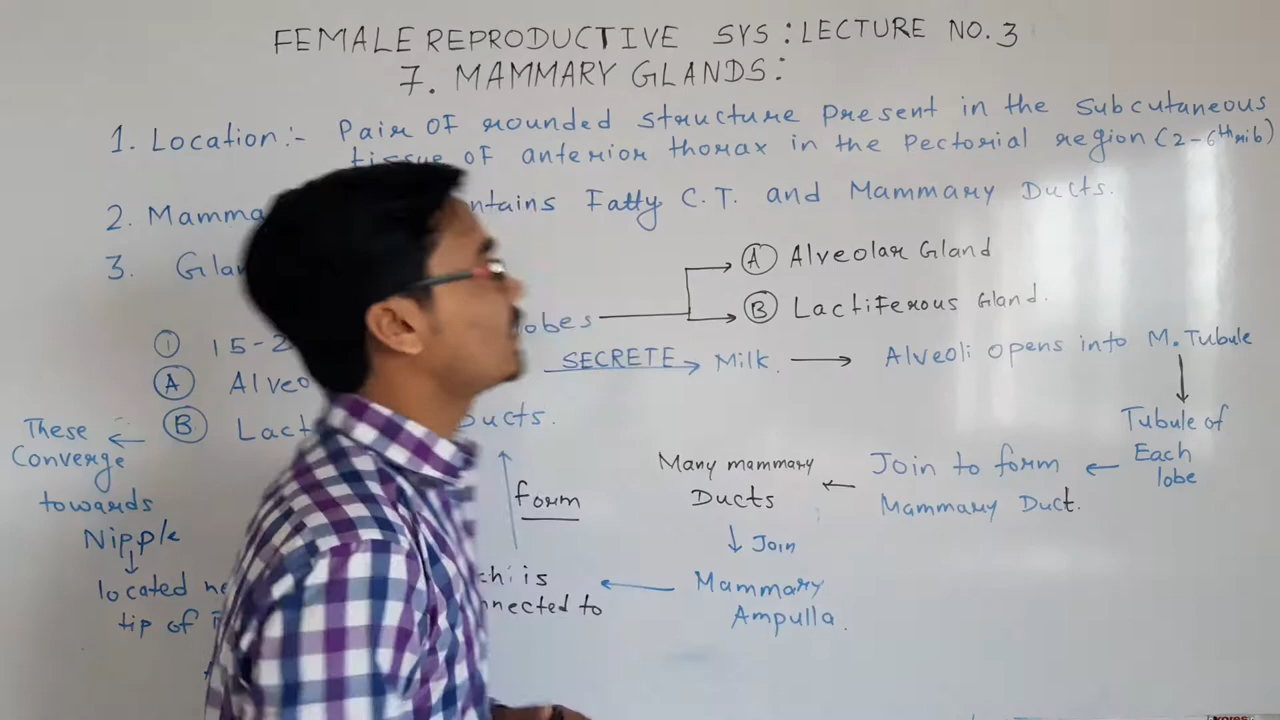 FEMALE REPRODUCTIVE SYS : LECTURE NO. 3
7. MAMMARY GLANDS :
1. Location :- Pair OF rounded structure present in the subcutaneous
tissue OF anterior thorax in the Pectorial region (2-6th rib)
2. Mamma ntains Fatty C.T. and Mammary Ducts.
3. Glan
A Alveolar Gland
obes B Lactiferous Gland.
1 15-2
A Alveo SECRETE Milk. Alveoli opens into M. Tubule
B Lact Ducts.
These
Converge
towards
Nipple
located ne
tip of
Tubule of
Each
lobe
Join to form
Mammary Duct.
Many mammary
Ducts
Join
Mammary
Ampulla.
chis
nnected to
form
kores